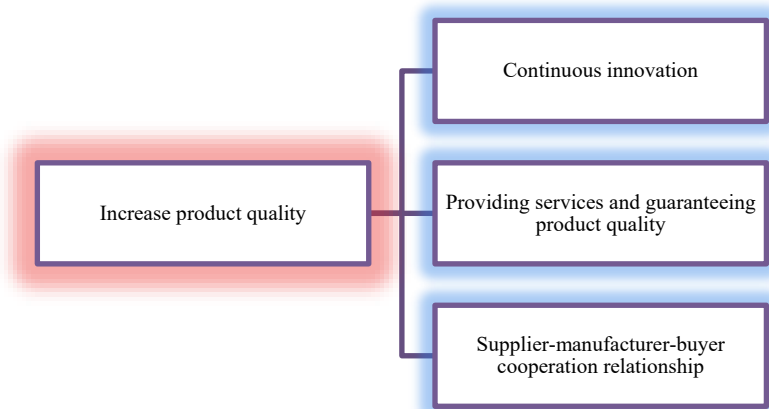 Continuous innovation
Increase product quality
Providing services and guaranteeing
product quality
Supplier-manufacturer-buyer
cooperation relationship